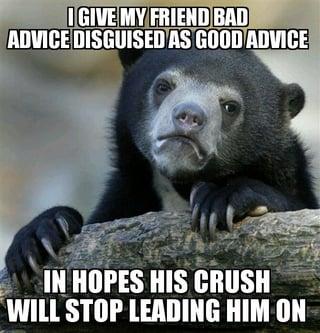 I GIVE MY FRIEND BAD
ADVICE DISGUISED AS GOOD ADVICE
IN HOPES HIS CRUSH
WILL STOP LEADING HIM ON